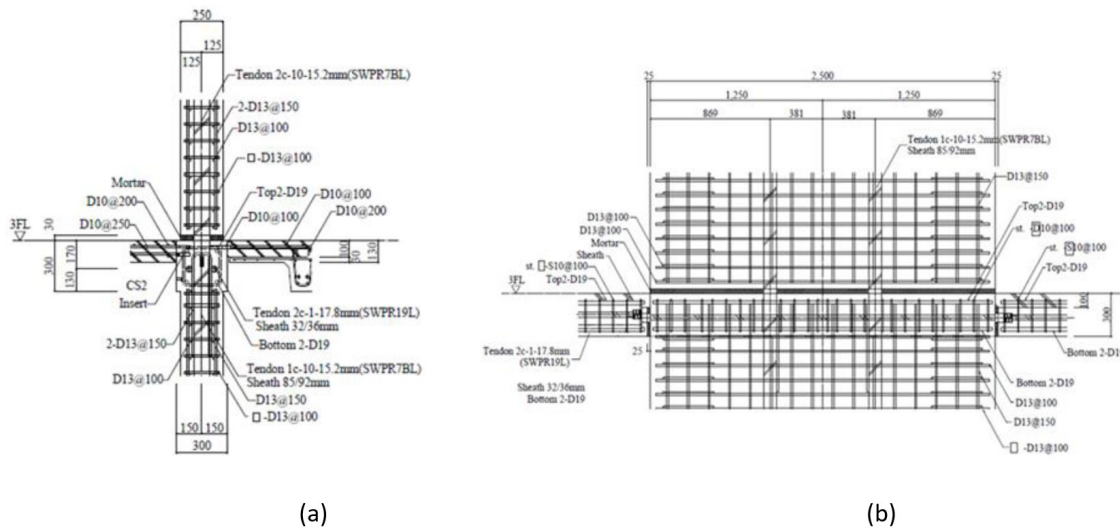 250
125
125
Tendon 2c-10-15.2mm(SWPR7BL)
2-D13@150
D13@100
□-D13@100
Mortar
Top2-D19
D10@100
D10@200
D10@100
D10@200
D10@250
3FL
30
170
300
130
100
30
130
CS2
Insert
Tendon 2c-1-17.8mm(SWPR19L)
Sheath 32/36mm
2-D13@150
Bottom 2-D19
Tendon 1c-10-15.2mm(SWPR7BL)
D13@100
Sheath 85/92mm
D13@150
□-D13@100
150
150
300
(a)
25
2,500
25
1,250
1,250
869
381
381
869
Tendon 1c-10-15.2mm(SWPR7BL)
Sheath 85/92mm
D13@150
Top2-D19
D13@100
D13@100
Mortar
Sheath
st. □-S10@100
Top2-D19
st. □-D10@100
st. □-S10@100
Top2-D19
3FL
100
300
25
Tendon 2c-1-17.8mm
(SWPR19L)
Sheath 32/36mm
Bottom 2-D19
Bottom 2-D19
Bottom 2-D19
D13@100
D13@150
□-D13@100
(b)